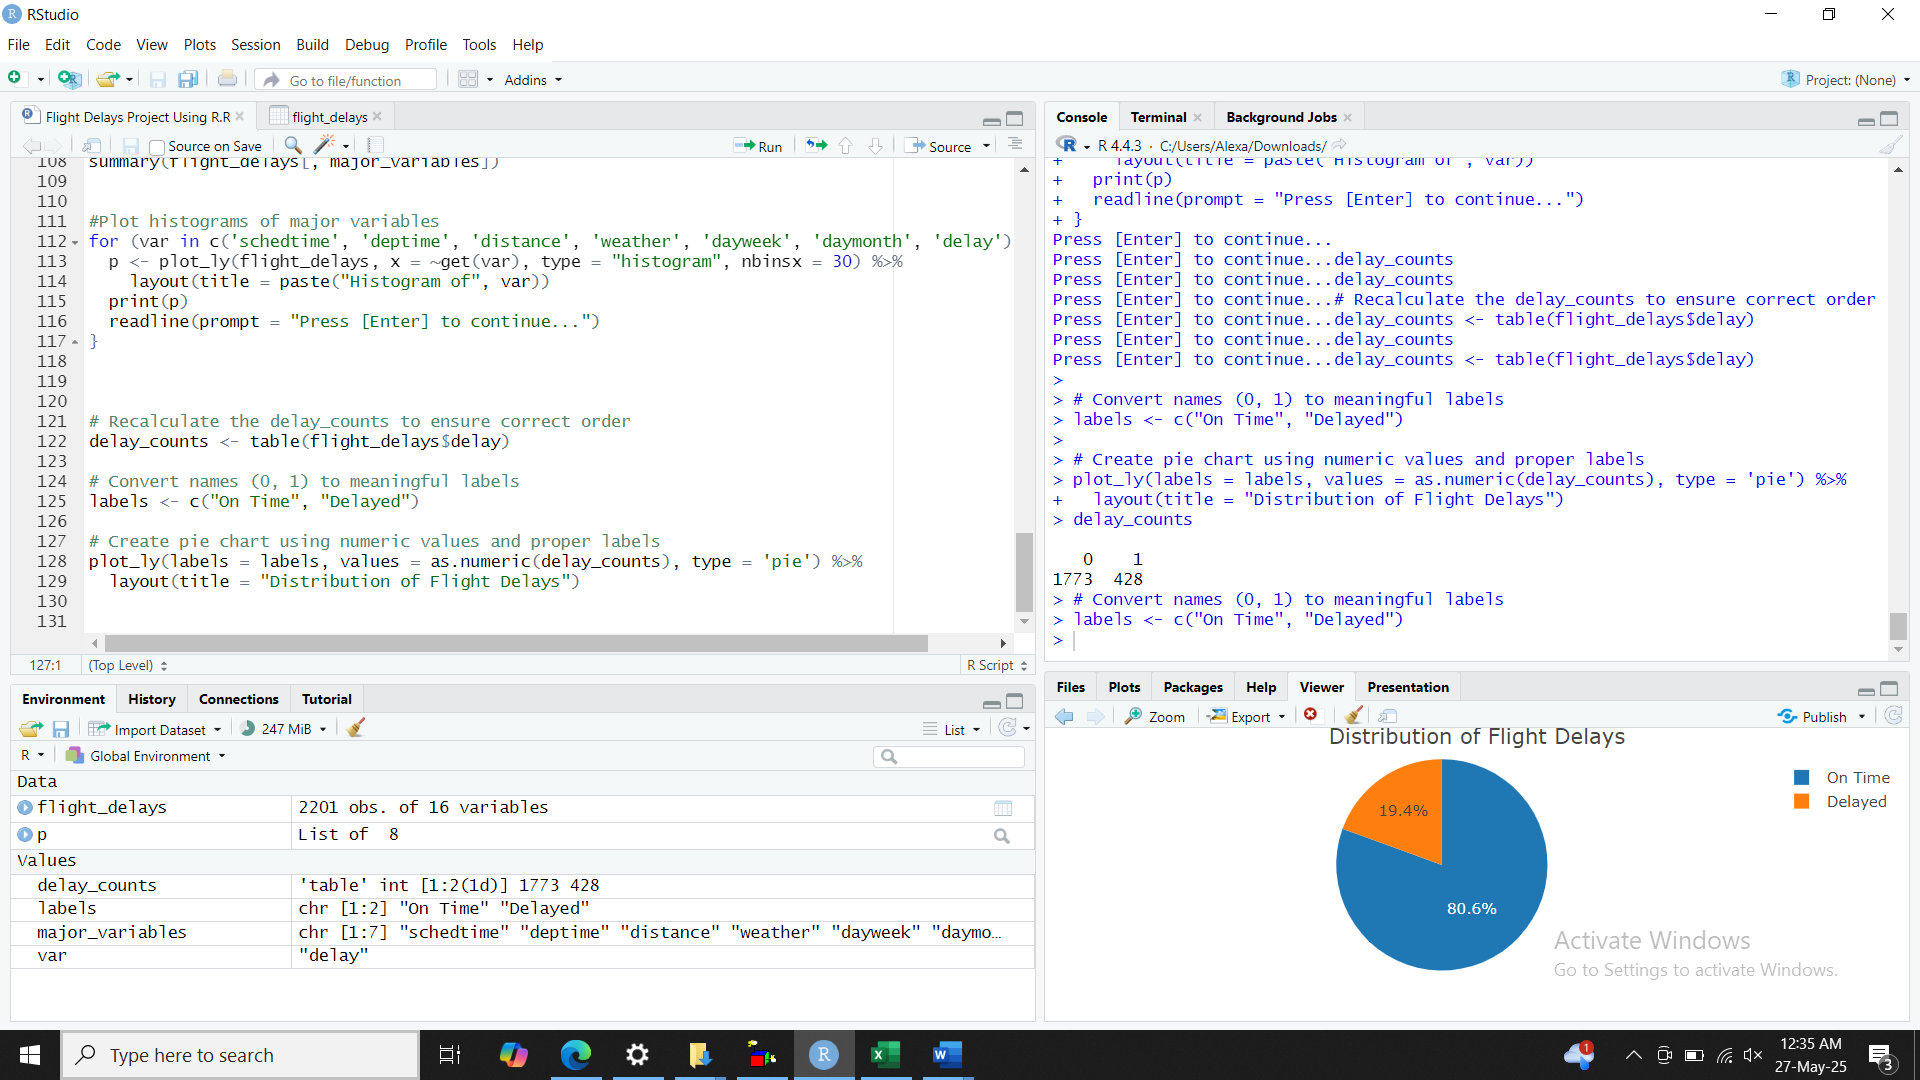 RStudio
File Edit Code View Plots Session Build Debug Profile Tools Help
Go to file/function Addins Project: (None)
Flight Delays Project Using R.R flight_delays
Source on Save Run Source
108 summary(flight_delays[, major_variables])
109
110
111 #Plot histograms of major variables
112 for (var in c('schedtime', 'deptime', 'distance', 'weather', 'dayweek', 'daymonth', 'delay')
113 p <- plot_ly(flight_delays, x = ~get(var), type = "histogram", nbinsx = 30) %>%
114 layout(title = paste("Histogram of", var))
115 print(p)
116 readline(prompt = "Press [Enter] to continue...")
117 }
118
119
120
121 # Recalculate the delay_counts to ensure correct order
122 delay_counts <- table(flight_delays$delay)
123
124 # Convert names (0, 1) to meaningful labels
125 labels <- c("On Time", "Delayed")
126
127 # Create pie chart using numeric values and proper labels
128 plot_ly(labels = labels, values = as.numeric(delay_counts), type = 'pie') %>%
129 layout(title = "Distribution of Flight Delays")
130
131
127:1 (Top Level) R Script
Console Terminal Background Jobs
R 4.4.3 · C:/Users/Alexa/Downloads/
+ layout(title = paste("Histogram of", var))
+ print(p)
+ readline(prompt = "Press [Enter] to continue...")
+ }
Press [Enter] to continue...
Press [Enter] to continue...delay_counts
Press [Enter] to continue...delay_counts
Press [Enter] to continue...# Recalculate the delay_counts to ensure correct order
Press [Enter] to continue...delay_counts <- table(flight_delays$delay)
Press [Enter] to continue...delay_counts
Press [Enter] to continue...delay_counts <- table(flight_delays$delay)
>
> # Convert names (0, 1) to meaningful labels
> labels <- c("On Time", "Delayed")
>
> # Create pie chart using numeric values and proper labels
> plot_ly(labels = labels, values = as.numeric(delay_counts), type = 'pie') %>%
+ layout(title = "Distribution of Flight Delays")
> delay_counts
0 1
1773 428
> # Convert names (0, 1) to meaningful labels
> labels <- c("On Time", "Delayed")
>
Environment History Connections Tutorial
Import Dataset 247 MiB List
R Global Environment
Data
flight_delays 2201 obs. of 16 variables
p List of 8
Values
delay_counts 'table' int [1:2(1d)] 1773 428
labels chr [1:2] "On Time" "Delayed"
major_variables chr [1:7] "schedtime" "deptime" "distance" "weather" "dayweek" "daymo…
var "delay"
Files Plots Packages Help Viewer Presentation
Zoom Export Publish
Distribution of Flight Delays
On Time
Delayed
19.4%
80.6%
Activate Windows
Go to Settings to activate Windows.
Type here to search
1
12:35 AM
27-May-25
3